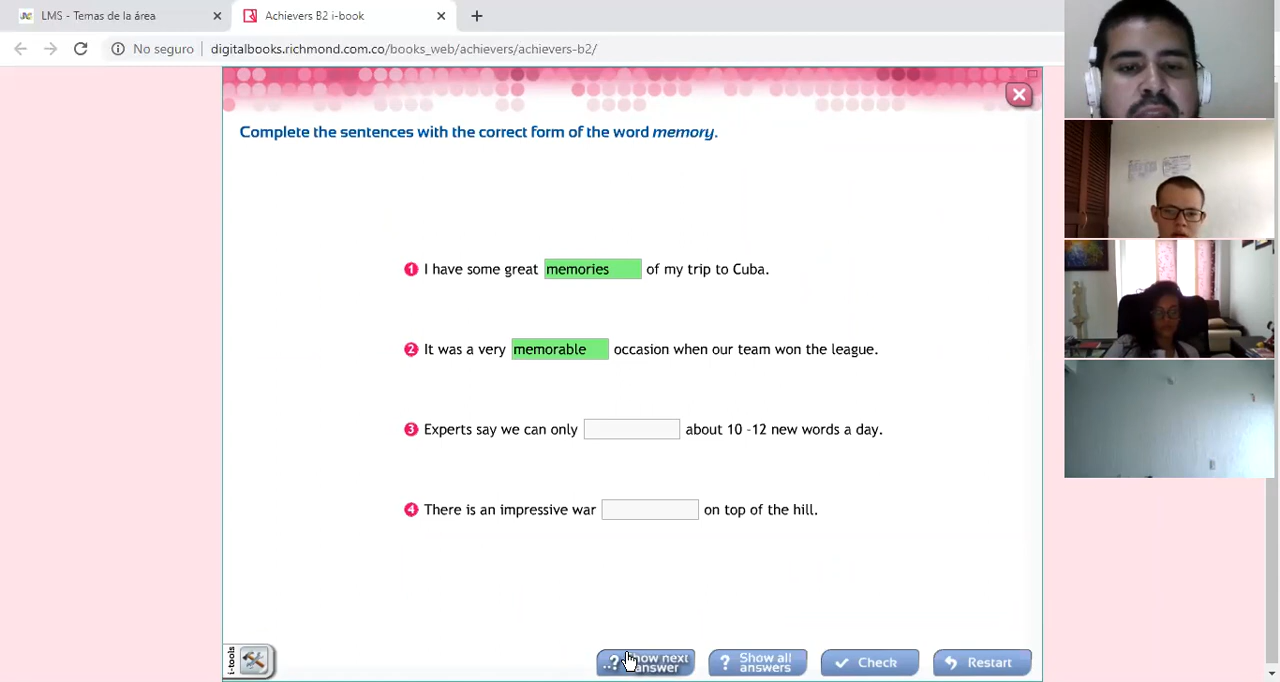 LMS - Temas de la área
Achievers B2 i-book
No seguro
digitalbooks.richmond.com.co/books_web/achievers/achievers-b2/
Complete the sentences with the correct form of the word memory.
1 I have some great memories of my trip to Cuba.
2 It was a very memorable occasion when our team won the league.
3 Experts say we can only about 10 -12 new words a day.
4 There is an impressive war on top of the hill.
i-tools
..? Show next answer
? Show all answers
Check
Restart